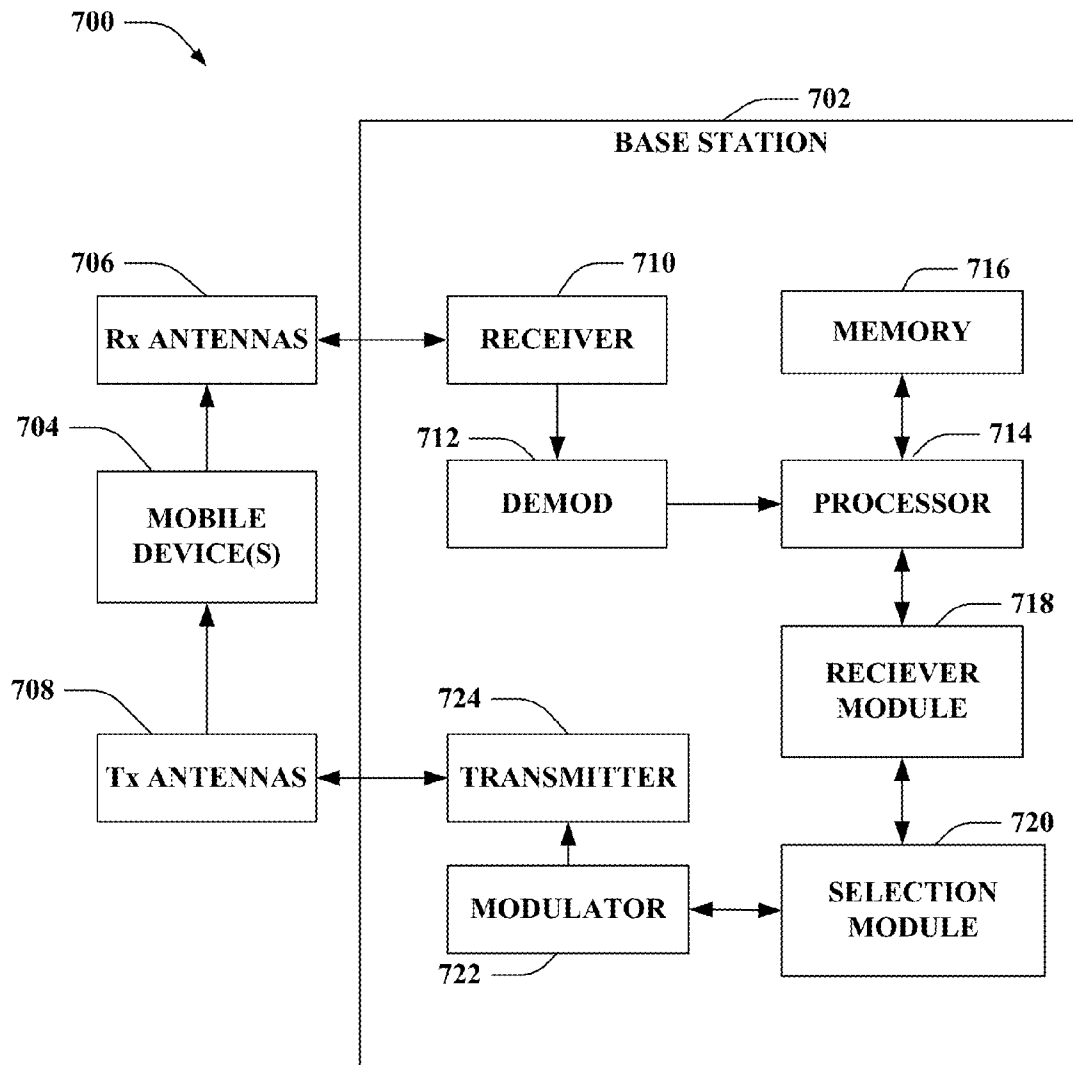 700
702
BASE STATION
706
710
716
Rx ANTENNAS
RECEIVER
MEMORY
704
712
714
MOBILE
DEVICE(S)
DEMOD
PROCESSOR
718
708
724
RECIEVER
MODULE
Tx ANTENNAS
TRANSMITTER
720
MODULATOR
SELECTION
MODULE
722